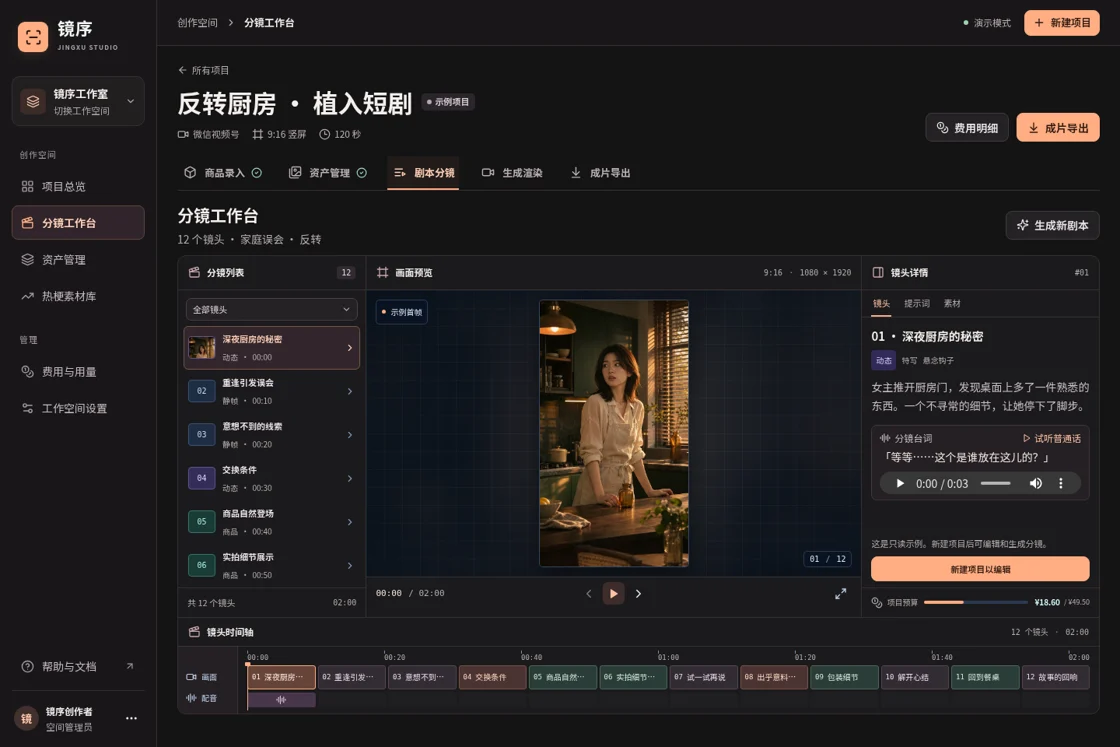 镜序
JINGXU STUDIO
镜序工作室
切换工作空间
创作空间
项目总览
分镜工作台
资产管理
热梗素材库
管理
费用与用量
工作空间设置
帮助与文档
镜
镜序创作者
空间管理员
创作空间 > 分镜工作台
演示模式
+ 新建项目
← 所有项目
反转厨房 · 植入短剧
示例项目
微信视频号 9:16 竖屏 120 秒
费用明细
成片导出
商品录入 资产管理 剧本分镜 生成渲染 成片导出
分镜工作台
12 个镜头 · 家庭误会 · 反转
生成新剧本
分镜列表 12
全部镜头
深夜厨房的秘密
动态 · 00:00
02 重逢引发误会
静帧 · 00:10
03 意想不到的线索
静帧 · 00:20
04 交换条件
动态 · 00:30
05 商品自然登场
商品 · 00:40
06 实拍细节展示
商品 · 00:50
共 12 个镜头 02:00
画面预览 9:16 · 1080 × 1920
示例首帧
01 / 12
00:00 / 02:00
镜头详情 #01
镜头 提示词 素材
01 · 深夜厨房的秘密
动态 特写 悬念钩子
女主推开厨房门，发现桌面上多了一件熟悉的
东西。一个不寻常的细节，让她停下了脚步。
分镜台词 试听普通话
「等等……这个是谁放在这儿的？」
0:00 / 0:03
这是只读示例。新建项目后可编辑和生成分镜。
新建项目以编辑
项目预算 ¥18.60 / ¥49.50
镜头时间轴 12 个镜头 · 02:00
00:00 00:20 00:40 01:00 01:20 01:40 02:00
画面
01 深夜厨房… 02 重逢引发… 03 意想不到… 04 交换条件 05 商品自然… 06 实拍细节… 07 试一试再说 08 出乎意料… 09 包装细节 10 解开心结 11 回到餐桌 12 故事的回响
配音